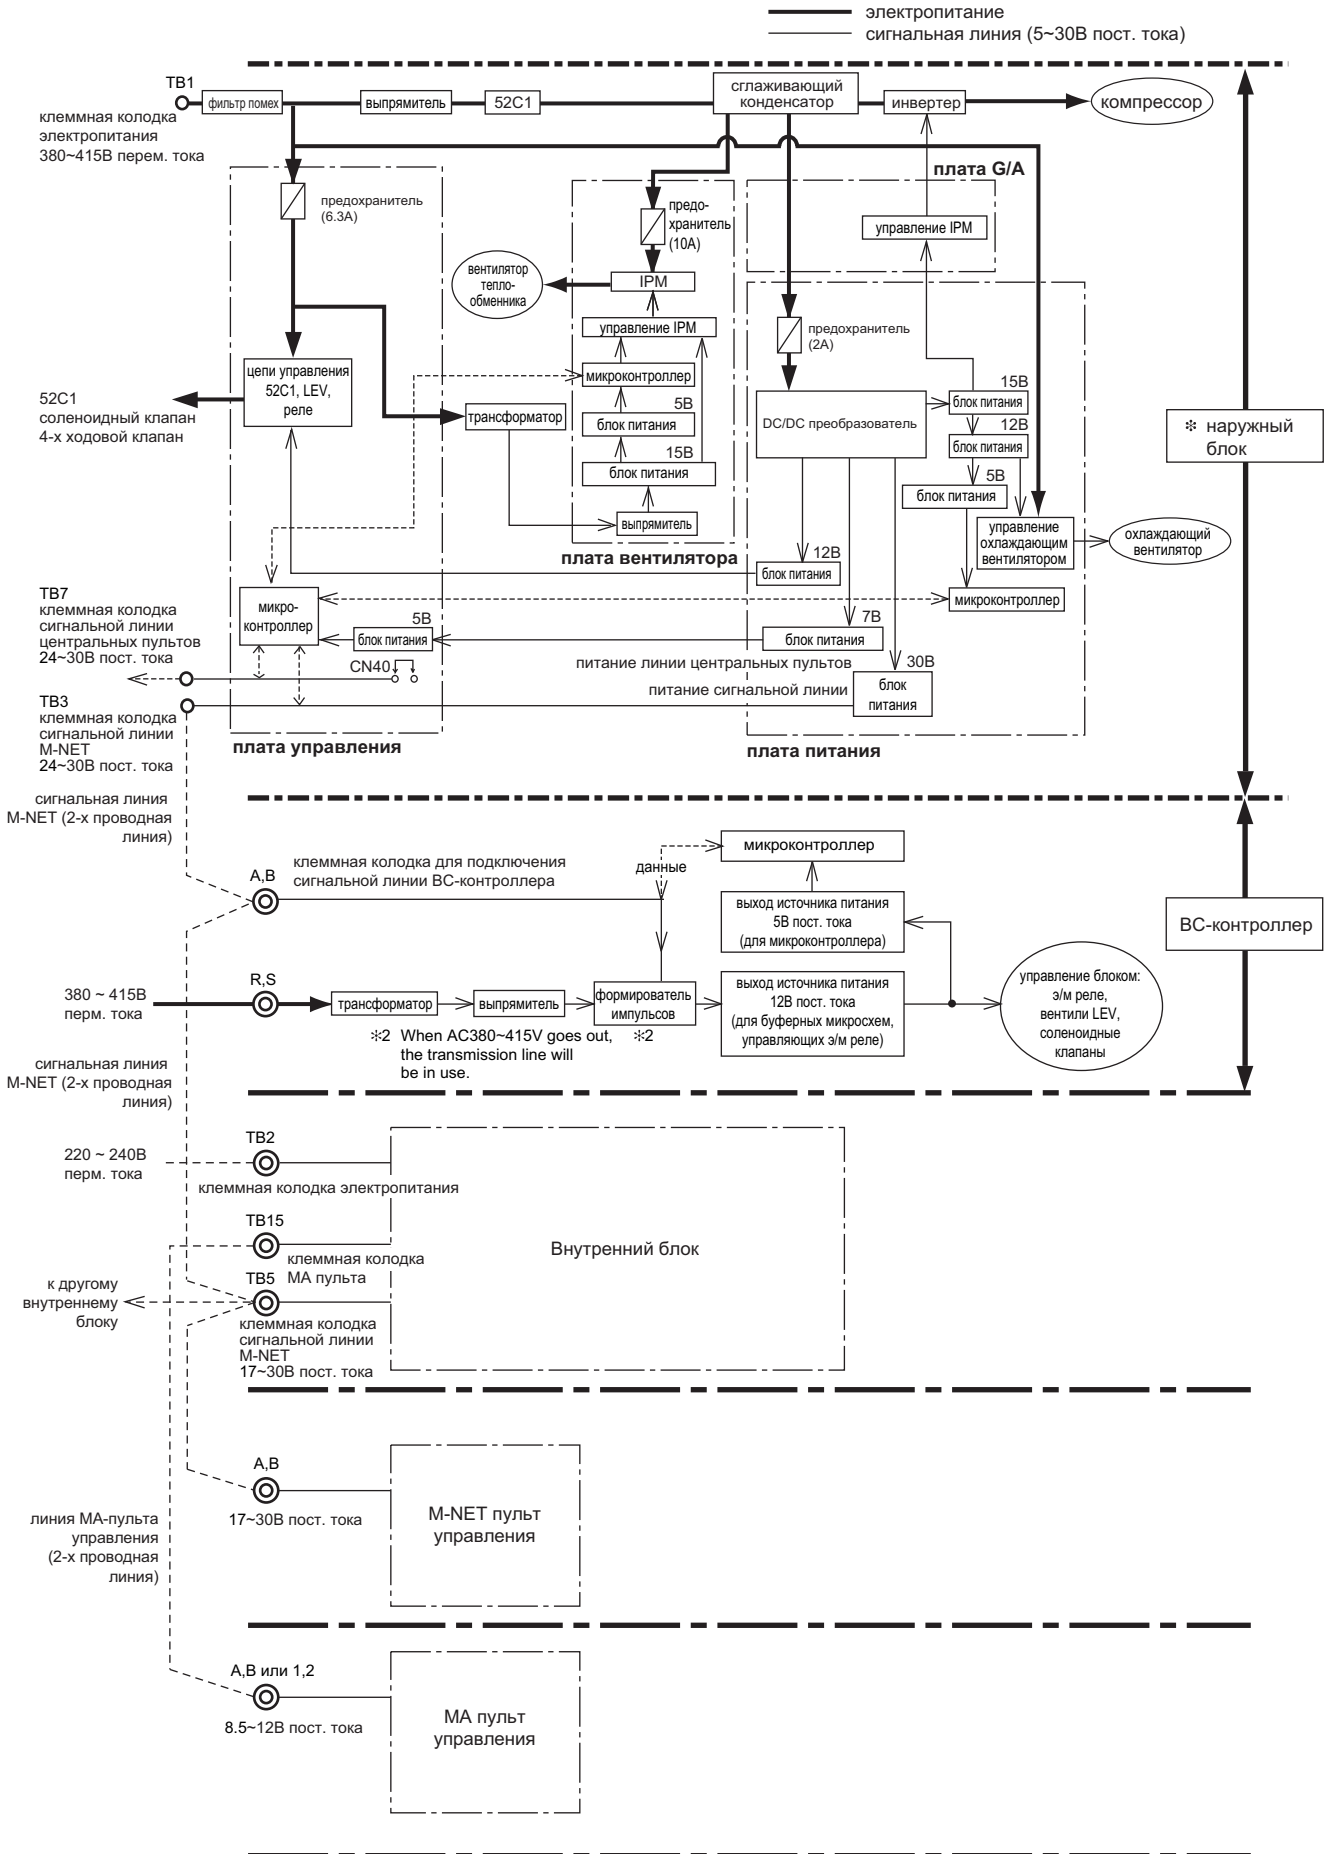 электропитание
сигнальная линия (5~30В пост. тока)
TB1
клеммная колодка
электропитания
380~415В перем. тока
фильтр помех
выпрямитель
52C1
сглаживающий
конденсатор
инвертер
компрессор
плата G/A
управление IPM
предохранитель
(6.3A)
предо-
хранитель
(10A)
вентилятор
тепло-
обменника
IPM
управление IPM
микроконтроллер
5В
блок питания
15В
блок питания
выпрямитель
плата вентилятора
предохранитель
(2A)
DC/DC преобразователь
15В
блок питания
12В
блок питания
5В
блок питания
управление
охлаждающим
вентилятором
охлаждающий
вентилятор
✻ наружный
блок
цепи управления
52C1, LEV,
реле
52C1
соленоидный клапан
4-х ходовой клапан
трансформатор
12В
блок питания
микроконтроллер
TB7
клеммная колодка
сигнальной линии
центральных пультов
24~30В пост. тока
микро-
контроллер
5В
блок питания
7В
блок питания
CN40
питание линии центральных пультов
30В
питание сигнальной линии
блок
питания
TB3
клеммная колодка
сигнальной линии
M-NET
24~30В пост. тока
плата управления
плата питания
сигнальная линия
M-NET (2-х проводная
линия)
A,B
клеммная колодка для подключения
сигнальной линии BC-контроллера
данные
микроконтроллер
выход источника питания
5В пост. тока
(для микроконтроллера)
BC-контроллер
380 ~ 415В
перм. тока
R,S
трансформатор
выпрямитель
формирователь
импульсов
выход источника питания
12В пост. тока
(для буферных микросхем,
управляющих э/м реле)
управление блоком:
э/м реле,
вентили LEV,
соленоидные
клапаны
✻2 When AC380~415V goes out,
the transmission line will
be in use.
✻2
сигнальная линия
M-NET (2-х проводная
линия)
TB2
220 ~ 240В
перм. тока
клеммная колодка электропитания
TB15
клеммная колодка
МА пульта
Внутренний блок
TB5
к другому
внутреннему
блоку
клеммная колодка
сигнальной линии
M-NET
17~30В пост. тока
A,B
17~30В пост. тока
M-NET пульт
управления
линия МА-пульта
управления
(2-х проводная
линия)
A,B или 1,2
8.5~12В пост. тока
МА пульт
управления